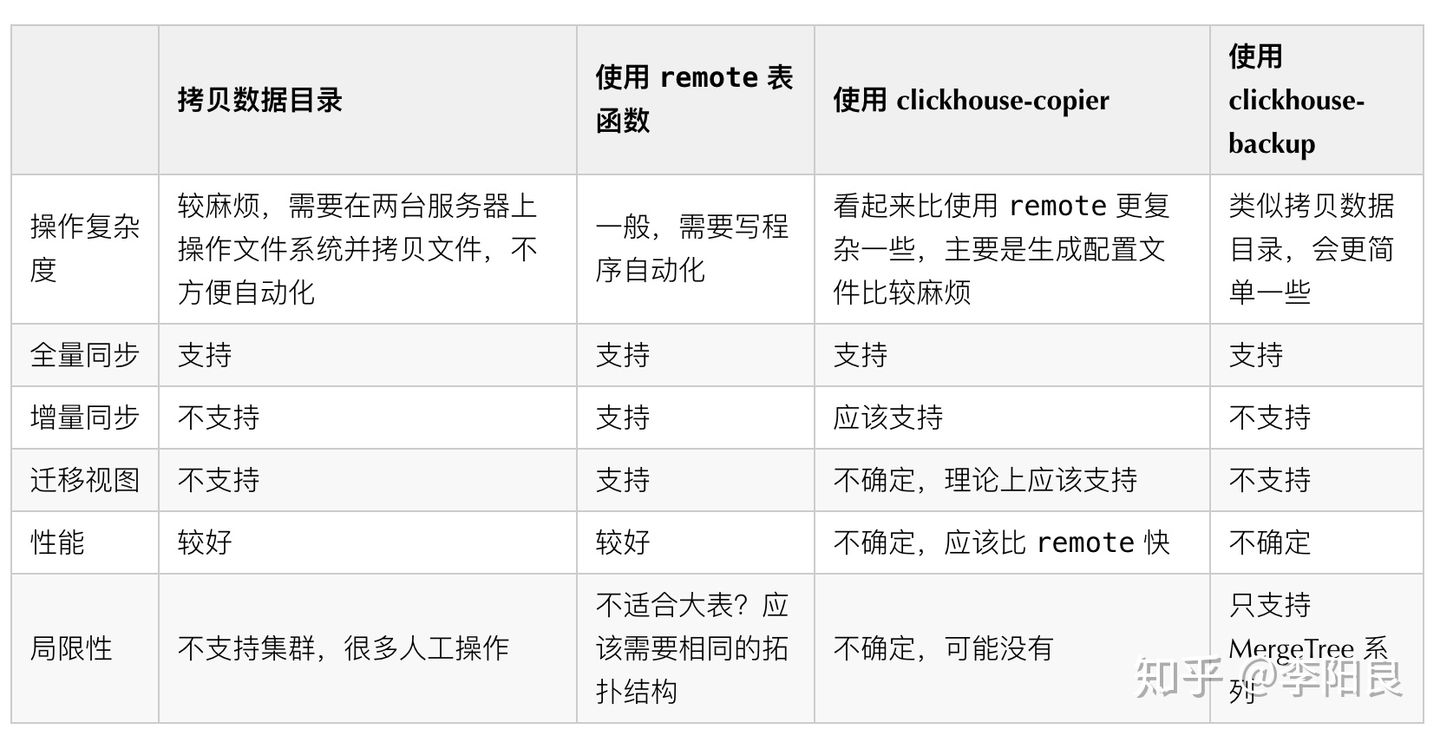 拷贝数据目录
使用 remote 表
函数
使用 clickhouse-copier
使用
clickhouse-
backup
操作复杂
度
较麻烦，需要在两台服务器上
操作文件系统并拷贝文件，不
方便自动化
一般，需要写程
序自动化
看起来比使用 remote 更复
杂一些，主要是生成配置文
件比较麻烦
类似拷贝数据
目录，会更简
单一些
全量同步
支持
支持
支持
支持
增量同步
不支持
支持
应该支持
不支持
迁移视图
不支持
支持
不确定，理论上应该支持
不支持
性能
较好
较好
不确定，应该比 remote 快
不确定
局限性
不支持集群，很多人工操作
不适合大表？应
该需要相同的拓
扑结构
不确定，可能没有
只支持
MergeTree 系
列
知乎 @李阳良